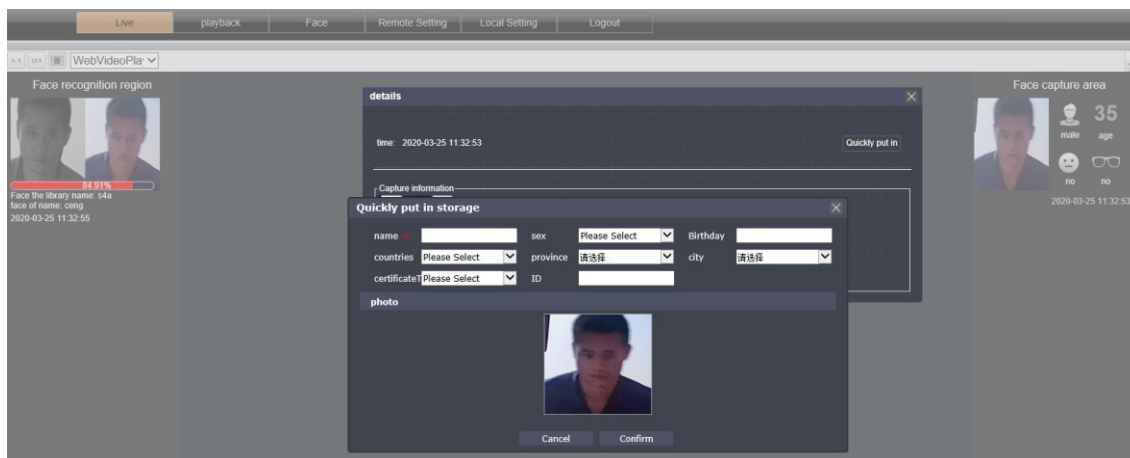 Live playback Face Remote Setting Local Setting Logout
WebVideoPla
Face recognition region
84.91%
Face the library name: s4a
face of name: ceng
2020-03-25 11:32:55
details
time: 2020-03-25 11:32:53 Quickly put in
Capture information
Quickly put in storage
name * sex Please Select Birthday
countries Please Select province 请选择 city 请选择
certificateT Please Select ID
photo
Cancel Confirm
Face capture area
35
male age
no no
2020-03-25 11:32:53